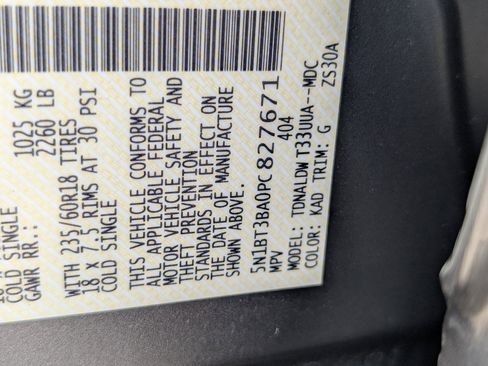 COLD SINGLE
GAWR RR: 1025 KG
2260 LB
WITH 235/60R18 TIRES
18 X 7.5 RIMS AT 30 PSI
COLD SINGLE
THIS VEHICLE CONFORMS TO
ALL APPLICABLE FEDERAL
MOTOR VEHICLE SAFETY AND
THEFT PREVENTION
STANDARDS IN EFFECT ON
THE DATE OF MANUFACTURE
SHOWN ABOVE.
5N1BT3BA0PC827671
MPV 404
MODEL: TDNALDWT33UUA--MDC
COLOR: KAD TRIM: G ZS30A